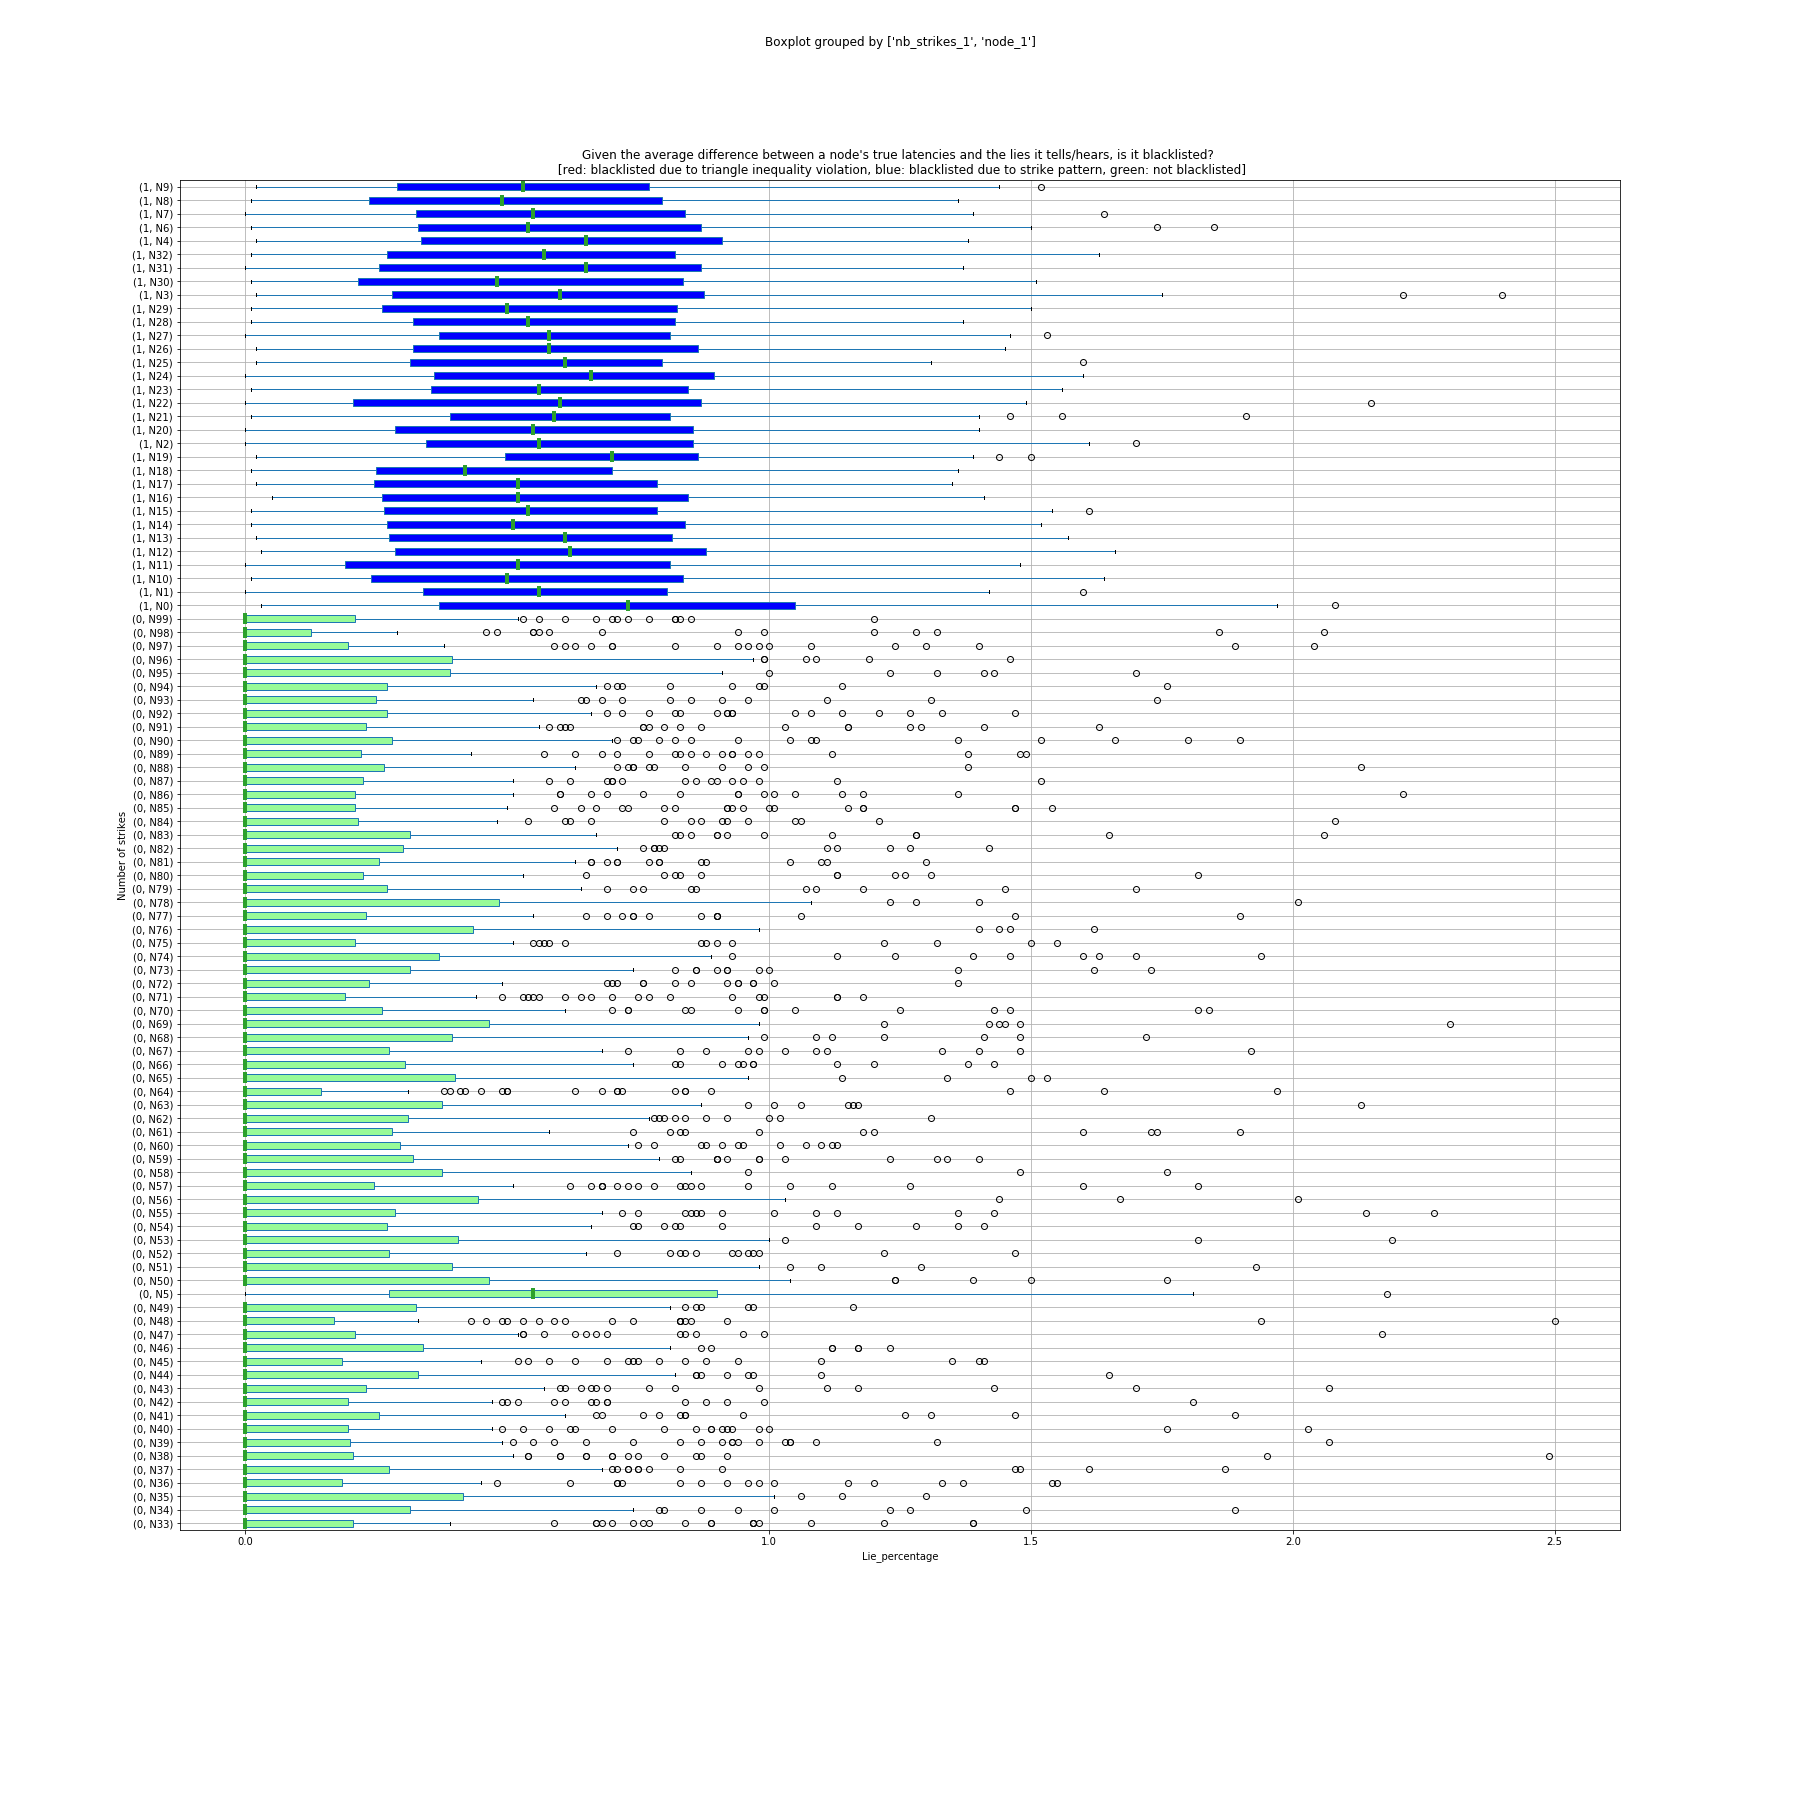 Boxplot grouped by ['nb_strikes_1', 'node_1']
Given the average difference between a node's true latencies and the lies it tells/hears, is it blacklisted?
[red: blacklisted due to triangle inequality violation, blue: blacklisted due to strike pattern, green: not blacklisted]
(1, N9)
(1, N8)
(1, N7)
(1, N6)
(1, N4)
(1, N32)
(1, N31)
(1, N30)
(1, N3)
(1, N29)
(1, N28)
(1, N27)
(1, N26)
(1, N25)
(1, N24)
(1, N23)
(1, N22)
(1, N21)
(1, N20)
(1, N2)
(1, N19)
(1, N18)
(1, N17)
(1, N16)
(1, N15)
(1, N14)
(1, N13)
(1, N12)
(1, N11)
(1, N10)
(1, N1)
(1, N0)
(0, N99)
(0, N98)
(0, N97)
(0, N96)
(0, N95)
(0, N94)
(0, N93)
(0, N92)
(0, N91)
(0, N90)
(0, N89)
(0, N88)
(0, N87)
(0, N86)
(0, N85)
(0, N84)
(0, N83)
(0, N82)
(0, N81)
(0, N80)
(0, N79)
(0, N78)
(0, N77)
(0, N76)
(0, N75)
(0, N74)
(0, N73)
(0, N72)
(0, N71)
(0, N70)
(0, N69)
(0, N68)
(0, N67)
(0, N66)
(0, N65)
(0, N64)
(0, N63)
(0, N62)
(0, N61)
(0, N60)
(0, N59)
(0, N58)
(0, N57)
(0, N56)
(0, N55)
(0, N54)
(0, N53)
(0, N52)
(0, N51)
(0, N50)
(0, N5)
(0, N49)
(0, N48)
(0, N47)
(0, N46)
(0, N45)
(0, N44)
(0, N43)
(0, N42)
(0, N41)
(0, N40)
(0, N39)
(0, N38)
(0, N37)
(0, N36)
(0, N35)
(0, N34)
(0, N33)
Number of strikes
0.0 1.0 1.5 2.0 2.5
Lie_percentage